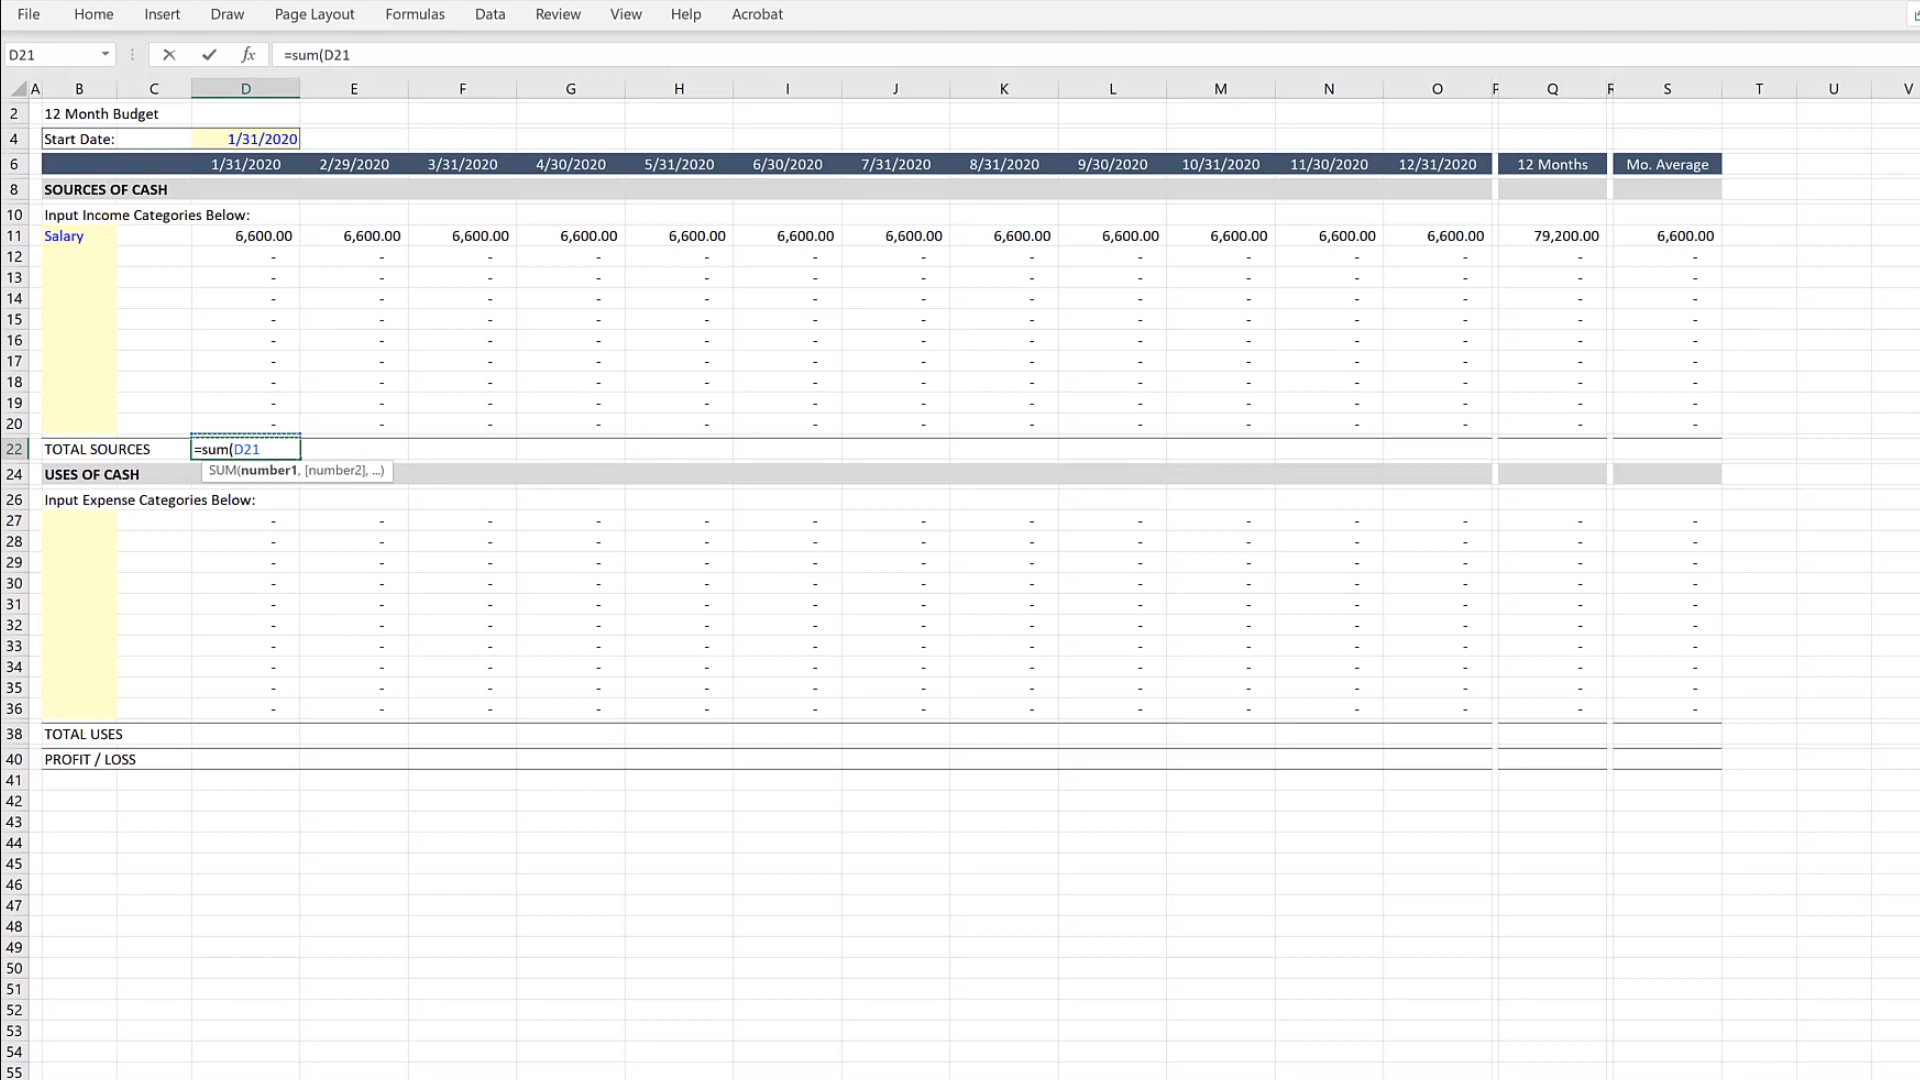 File Home Insert Draw Page Layout Formulas Data Review View Help Acrobat
D21 fx =sum(D21
A B C D E F G H I J K L M N O P Q R S T U V
2 12 Month Budget
4 Start Date: 1/31/2020
6 1/31/2020 2/29/2020 3/31/2020 4/30/2020 5/31/2020 6/30/2020 7/31/2020 8/31/2020 9/30/2020 10/31/2020 11/30/2020 12/31/2020 12 Months Mo. Average
8 SOURCES OF CASH
10 Input Income Categories Below:
11 Salary 6,600.00 6,600.00 6,600.00 6,600.00 6,600.00 6,600.00 6,600.00 6,600.00 6,600.00 6,600.00 6,600.00 6,600.00 79,200.00 6,600.00
12 - - - - - - - - - - - - - -
13 - - - - - - - - - - - - - -
14 - - - - - - - - - - - - - -
15 - - - - - - - - - - - - - -
16 - - - - - - - - - - - - - -
17 - - - - - - - - - - - - - -
18 - - - - - - - - - - - - - -
19 - - - - - - - - - - - - - -
20 - - - - - - - - - - - - - -
22 TOTAL SOURCES =sum(D21
SUM(number1, [number2], ...)
24 USES OF CASH
26 Input Expense Categories Below:
27 - - - - - - - - - - - - - -
28 - - - - - - - - - - - - - -
29 - - - - - - - - - - - - - -
30 - - - - - - - - - - - - - -
31 - - - - - - - - - - - - - -
32 - - - - - - - - - - - - - -
33 - - - - - - - - - - - - - -
34 - - - - - - - - - - - - - -
35 - - - - - - - - - - - - - -
36 - - - - - - - - - - - - - -
38 TOTAL USES
40 PROFIT / LOSS
41
42
43
44
45
46
47
48
49
50
51
52
53
54
55